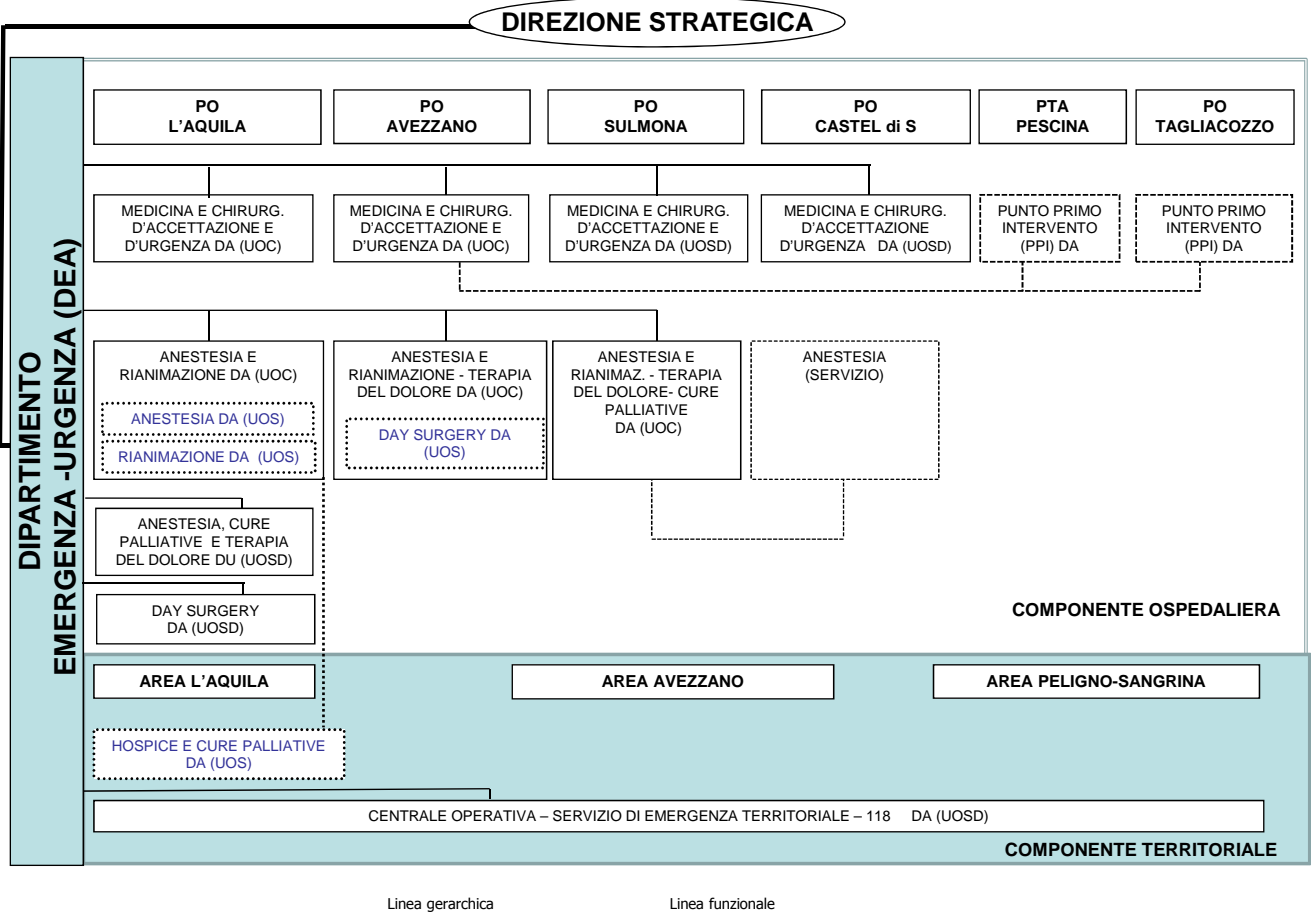 DIREZIONE STRATEGICA
DIPARTIMENTO
EMERGENZA -URGENZA (DEA)
PO
L'AQUILA
PO
AVEZZANO
PO
SULMONA
PO
CASTEL di S
PTA
PESCINA
PO
TAGLIACOZZO
MEDICINA E CHIRURG.
D'ACCETTAZIONE E
D'URGENZA DA (UOC)
MEDICINA E CHIRURG.
D'ACCETTAZIONE E
D'URGENZA DA (UOC)
MEDICINA E CHIRURG.
D'ACCETTAZIONE E
D'URGENZA DA (UOSD)
MEDICINA E CHIRURG.
D'ACCETTAZIONE
D'URGENZA DA (UOSD)
PUNTO PRIMO
INTERVENTO
(PPI) DA
PUNTO PRIMO
INTERVENTO
(PPI) DA
ANESTESIA E
RIANIMAZIONE DA (UOC)
ANESTESIA DA (UOS)
RIANIMAZIONE DA (UOS)
ANESTESIA E
RIANIMAZIONE - TERAPIA
DEL DOLORE DA (UOC)
DAY SURGERY DA
(UOS)
ANESTESIA E
RIANIMAZ. - TERAPIA
DEL DOLORE- CURE
PALLIATIVE
DA (UOC)
ANESTESIA
(SERVIZIO)
ANESTESIA, CURE
PALLIATIVE E TERAPIA
DEL DOLORE DU (UOSD)
DAY SURGERY
DA (UOSD)
COMPONENTE OSPEDALIERA
AREA L'AQUILA
AREA AVEZZANO
AREA PELIGNO-SANGRINA
HOSPICE E CURE PALLIATIVE
DA (UOS)
CENTRALE OPERATIVA – SERVIZIO DI EMERGENZA TERRITORIALE – 118 DA (UOSD)
COMPONENTE TERRITORIALE
Linea gerarchica
Linea funzionale